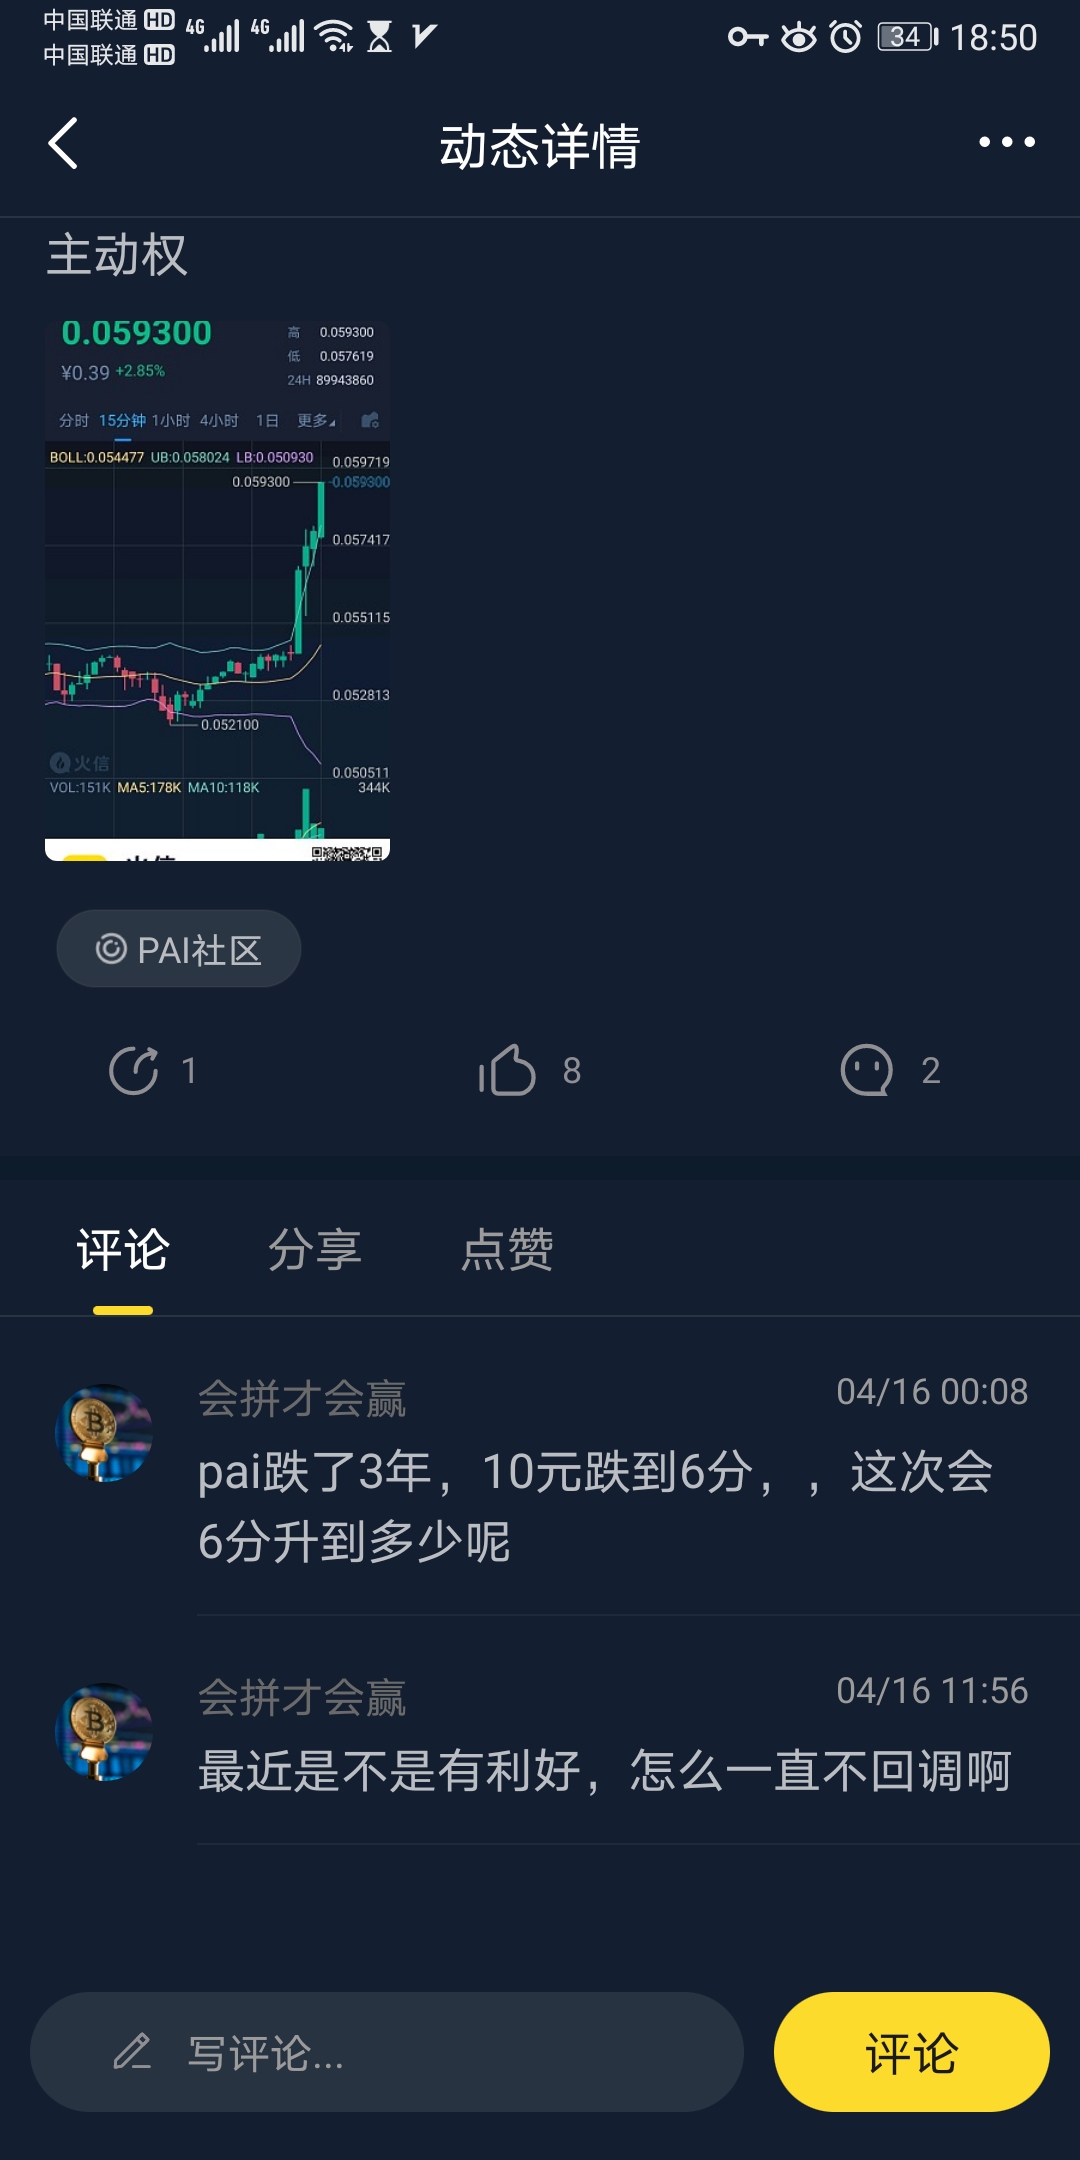 中国联通 HD 4G 4G 34 18:50
中国联通 HD
动态详情
主动权
0.059300
高 0.059300
¥0.39 +2.85%
低 0.057619
24H 89943860
分时 15分钟 1小时 4小时 1日 更多
BOLL:0.054477 UB:0.058024 LB:0.050930
0.059719
0.059300
0.059300
0.057417
0.055115
0.052813
0.052100
火信
0.050511
VOL:151K MA5:178K MA10:118K
344K
火信
PAI社区
1 8 2
评论 分享 点赞
会拼才会赢 04/16 00:08
pai跌了3年，10元跌到6分，，这次会
6分升到多少呢
会拼才会赢 04/16 11:56
最近是不是有利好，怎么一直不回调啊
写评论... 评论